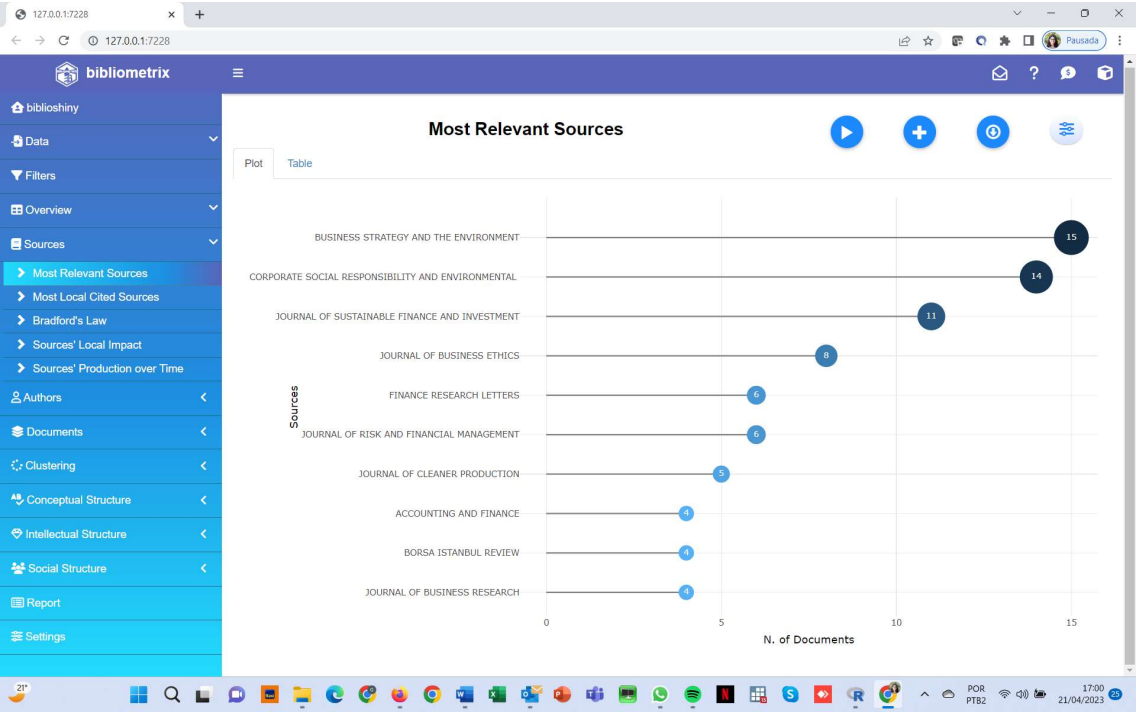 127.0.0.1:7228
127.0.0.1:7228
Pausada
bibliometrix
biblioshiny
Data
Filters
Overview
Sources
Most Relevant Sources
Most Local Cited Sources
Bradford's Law
Sources' Local Impact
Sources' Production over Time
Authors
Documents
Clustering
Conceptual Structure
Intellectual Structure
Social Structure
Report
Settings
Most Relevant Sources
Plot Table
Sources
BUSINESS STRATEGY AND THE ENVIRONMENT 15
CORPORATE SOCIAL RESPONSIBILITY AND ENVIRONMENTAL 14
JOURNAL OF SUSTAINABLE FINANCE AND INVESTMENT 11
JOURNAL OF BUSINESS ETHICS 8
FINANCE RESEARCH LETTERS 6
JOURNAL OF RISK AND FINANCIAL MANAGEMENT 6
JOURNAL OF CLEANER PRODUCTION 5
ACCOUNTING AND FINANCE 4
BORSA ISTANBUL REVIEW 4
JOURNAL OF BUSINESS RESEARCH 4
0 5 10 15
N. of Documents
21°
POR
PTB2
17:00
21/04/2023
25